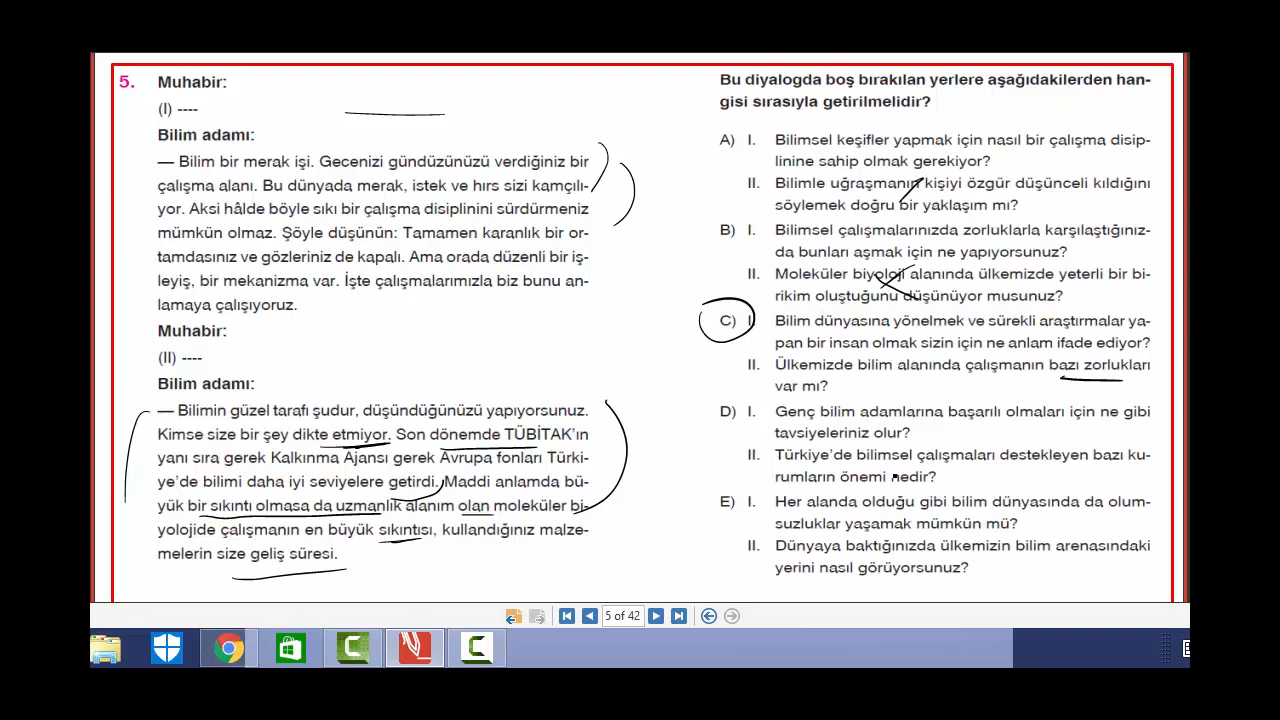 5. Muhabir:
(I) ----
Bilim adamı:
— Bilim bir merak işi. Gecenizi gündüzünüzü verdiğiniz bir
çalışma alanı. Bu dünyada merak, istek ve hırs sizi kamçılı-
yor. Aksi hâlde böyle sıkı bir çalışma disiplinini sürdürmeniz
mümkün olmaz. Şöyle düşünün: Tamamen karanlık bir or-
tamdasınız ve gözleriniz de kapalı. Ama orada düzenli bir iş-
leyiş, bir mekanizma var. İşte çalışmalarımızla biz bunu an-
lamaya çalışıyoruz.
Muhabir:
(II) ----
Bilim adamı:
— Bilimin güzel tarafı şudur, düşündüğünüzü yapıyorsunuz.
Kimse size bir şey dikte etmiyor. Son dönemde TÜBİTAK'ın
yanı sıra gerek Kalkınma Ajansı gerek Avrupa fonları Türki-
ye'de bilimi daha iyi seviyelere getirdi. Maddi anlamda bü-
yük bir sıkıntı olmasa da uzmanlık alanım olan moleküler bi-
yolojide çalışmanın en büyük sıkıntısı, kullandığınız malze-
melerin size geliş süresi.
Bu diyalogda boş bırakılan yerlere aşağıdakilerden han-
gisi sırasıyla getirilmelidir?
A) I. Bilimsel keşifler yapmak için nasıl bir çalışma disip-
linine sahip olmak gerekiyor?
II. Bilimle uğraşmanın kişiyi özgür düşünceli kıldığını
söylemek doğru bir yaklaşım mı?
B) I. Bilimsel çalışmalarınızda zorluklarla karşılaştığınız-
da bunları aşmak için ne yapıyorsunuz?
II. Moleküler biyoloji alanında ülkemizde yeterli bir bi-
rikim oluştuğunu düşünüyor musunuz?
C) I. Bilim dünyasına yönelmek ve sürekli araştırmalar ya-
pan bir insan olmak sizin için ne anlam ifade ediyor?
II. Ülkemizde bilim alanında çalışmanın bazı zorlukları
var mı?
D) I. Genç bilim adamlarına başarılı olmaları için ne gibi
tavsiyeleriniz olur?
II. Türkiye'de bilimsel çalışmaları destekleyen bazı ku-
rumların önemi nedir?
E) I. Her alanda olduğu gibi bilim dünyasında da olum-
suzluklar yaşamak mümkün mü?
II. Dünyaya baktığınızda ülkemizin bilim arenasındaki
yerini nasıl görüyorsunuz?
5 of 42